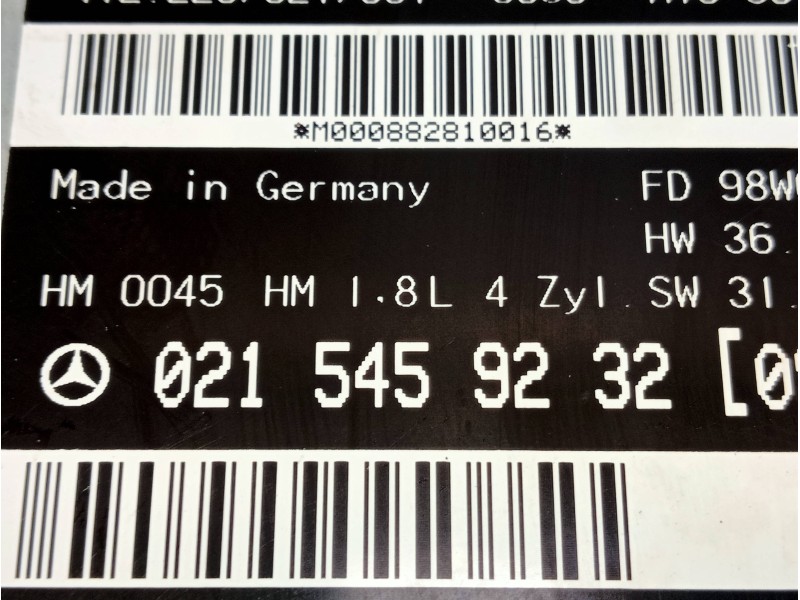 *M000882810016*
Made in Germany FD 98W
HW 36.
HM 0045 HM 1.8L 4 Zyl. SW 31.
021 545 92 32 [0